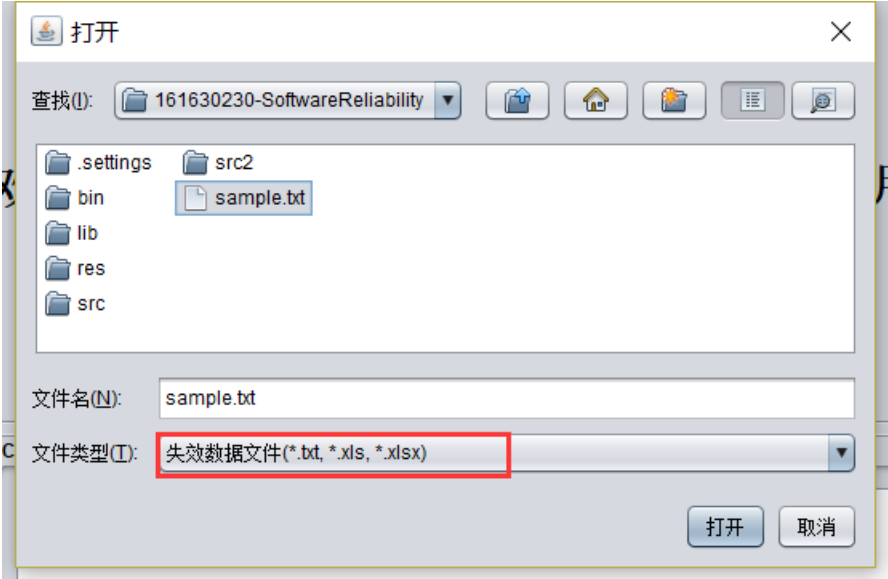 打开
查找(I): 161630230-SoftwareReliability
.settings src2
bin sample.txt
lib
res
src
文件名(N): sample.txt
文件类型(T): 失效数据文件(*.txt, *.xls, *.xlsx)
打开 取消